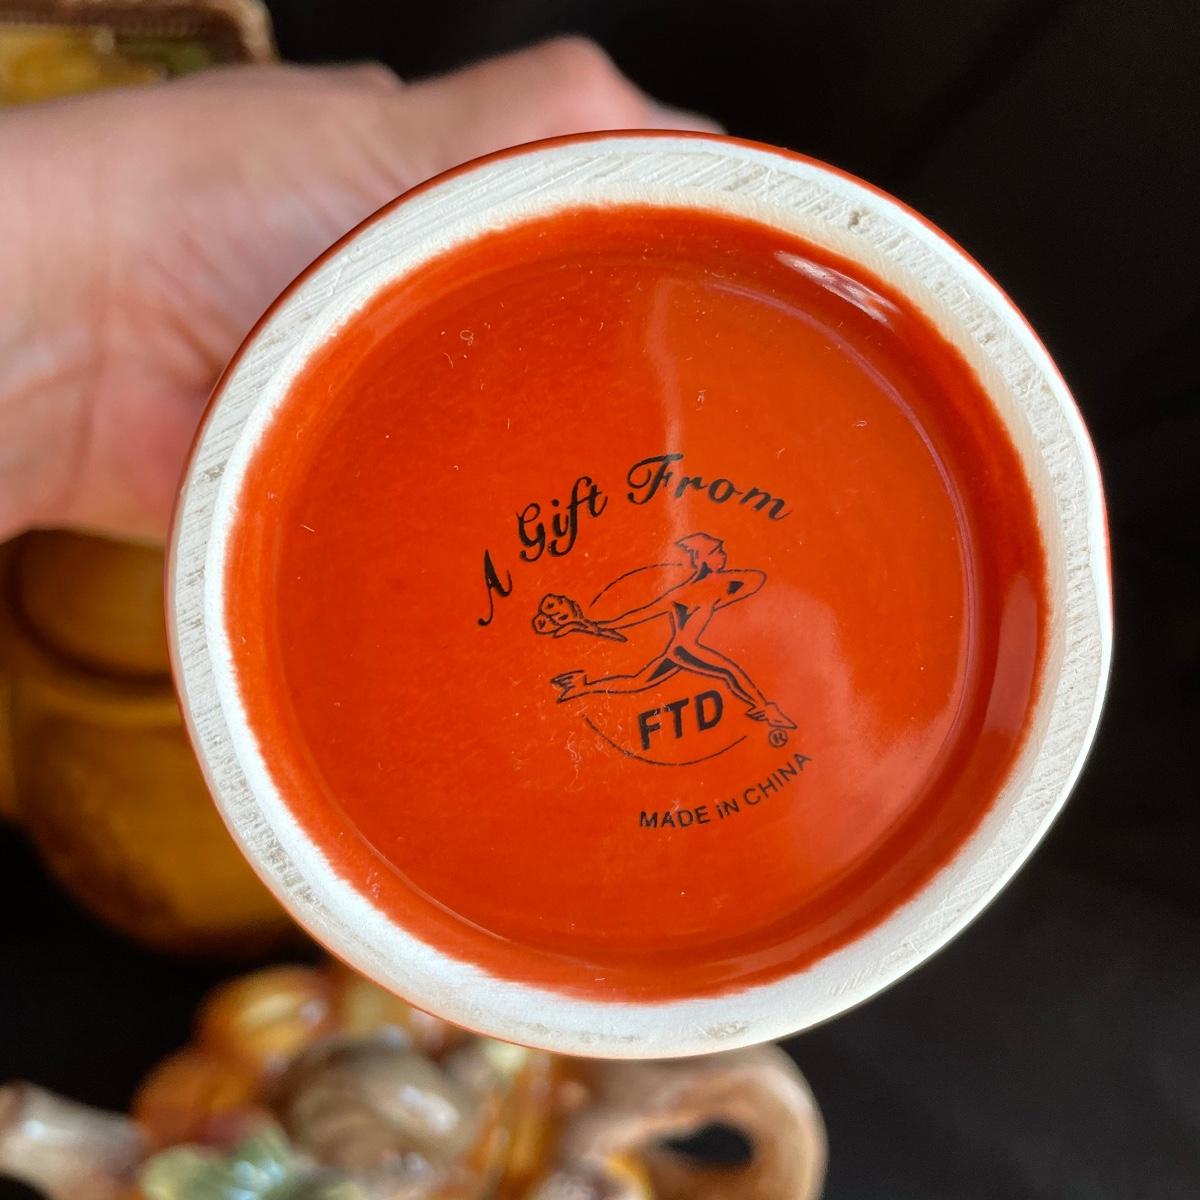 A Gift From
FTD
®
MADE iN CHINA